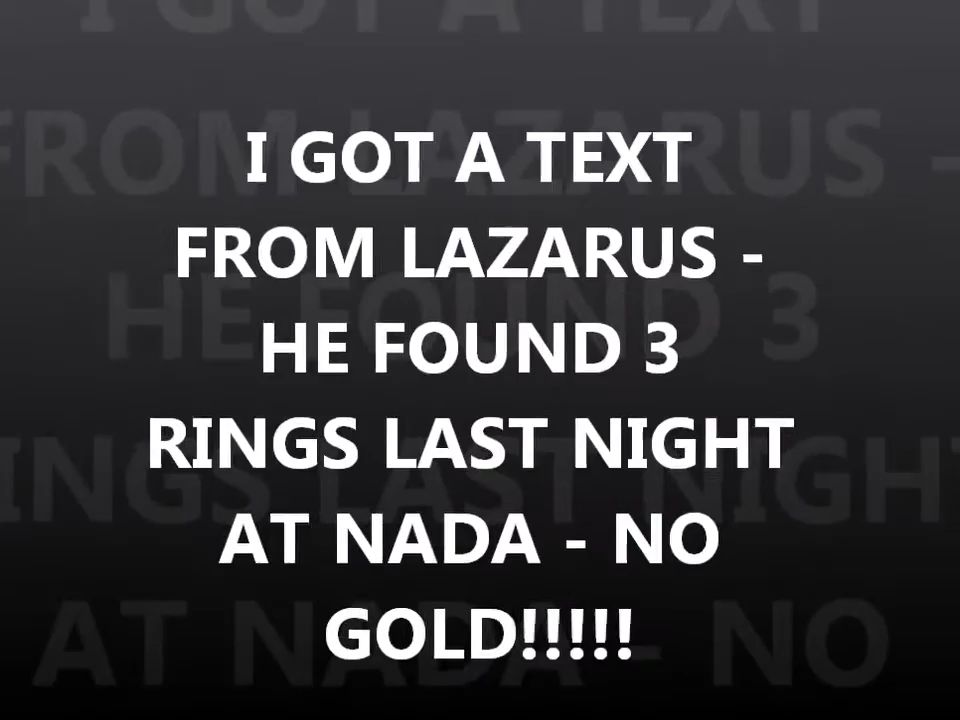 I GOT A TEXT
FROM LAZARUS -
HE FOUND 3
RINGS LAST NIGHT
AT NADA - NO
GOLD!!!!!